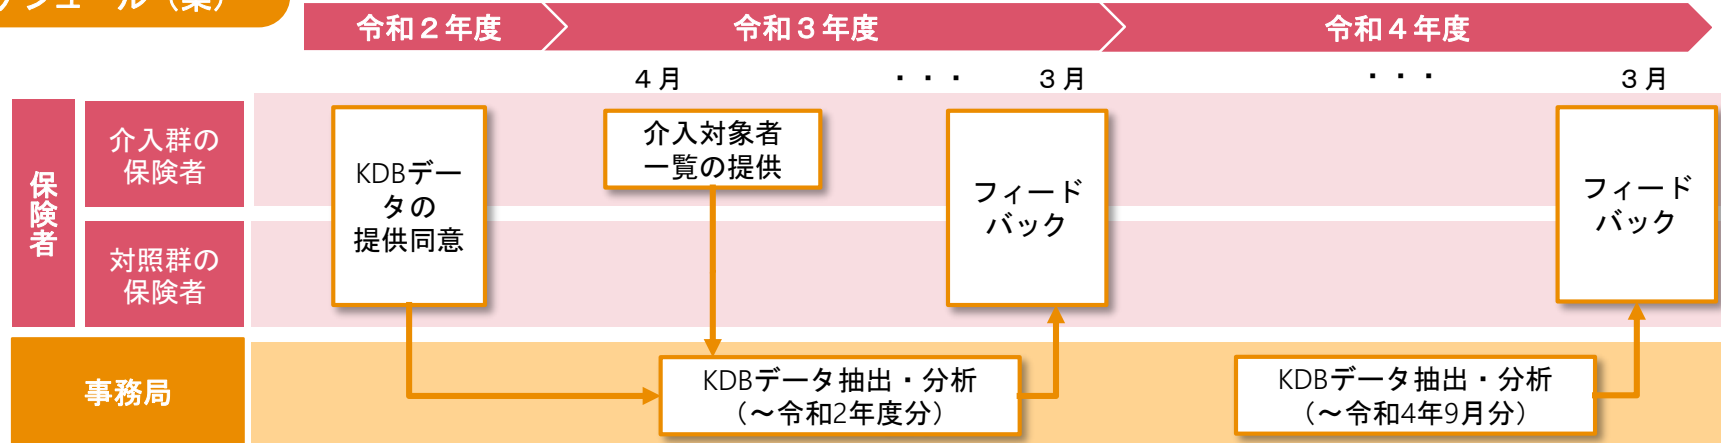 ジュール（案）
令和２年度
令和３年度
令和４年度
４月
・・・
３月
・・・
３月
保険者
介入群の
保険者
対照群の
保険者
KDBデー
タの
提供同意
介入対象者
一覧の提供
フィード
バック
フィード
バック
事務局
KDBデータ抽出・分析
（～令和2年度分）
KDBデータ抽出・分析
（～令和4年9月分）